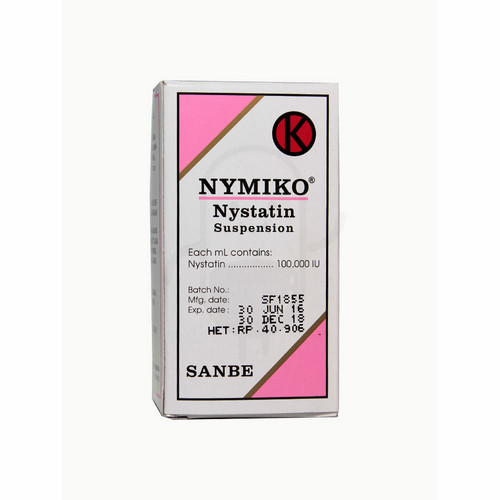 K
NYMIKO®
Nystatin
Suspension
Each mL contains:
Nystatin ................. 100,000 IU
Batch No.: SF1855
Mfg. date: 30 JUN 16
Exp. date : 30 DEC 18
HET: RP. 40.906
SANBE